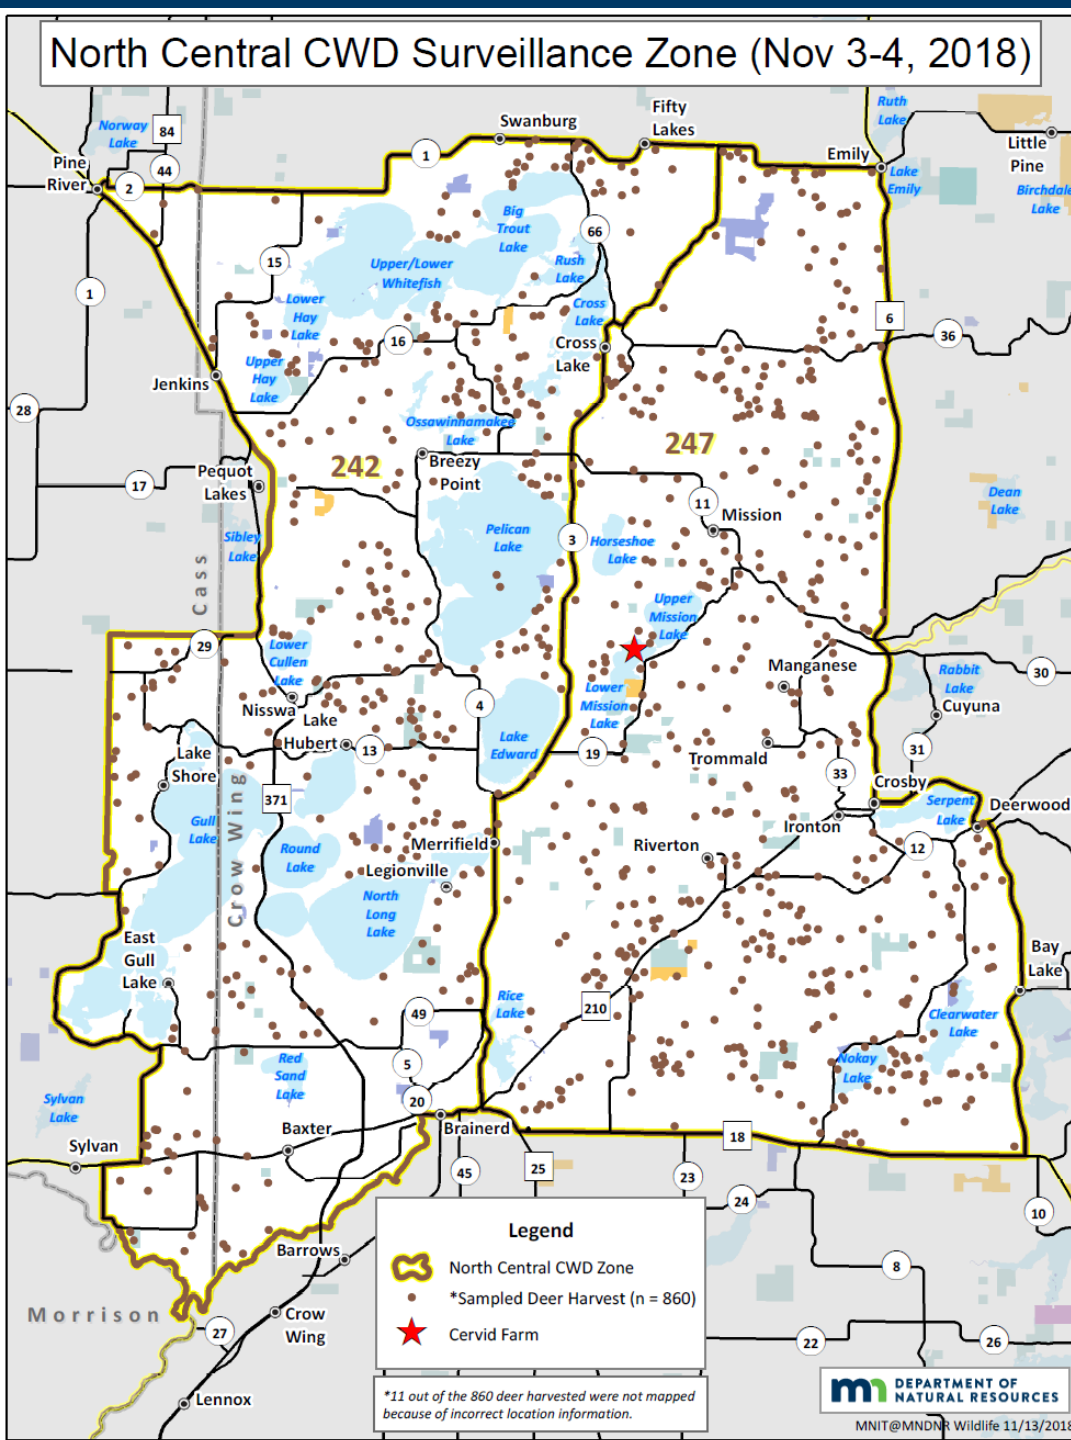 North Central CWD Surveillance Zone (Nov 3-4, 2018)
Norway
Lake
84
Pine
River
2
44
1
Swanburg
Fifty
Lakes
Ruth
Lake
Emily
Lake
Emily
Little
Pine
Birchdale
Lake
15
1
Big
Trout
Lake
66
Upper/Lower
Whitefish
Rush
Lake
Lower
Hay
Lake
Cross
Lake
6
36
16
Cross
Lake
Upper
Hay
Lake
Jenkins
28
Ossawinnamakee
Lake
242
247
Breezy
Point
Pequot
Lakes
17
11
Mission
Dean
Lake
Sibley
Lake
Pelican
Lake
3
Horseshoe
Lake
Cass
Upper
Mission
Lake
29
Lower
Cullen
Lake
Manganese
Rabbit
Lake
30
Lower
Mission
Lake
Nisswa
4
Cuyuna
Lake
Hubert
13
Lake
Edward
19
Trommald
31
Lake
Shore
33
Crosby
371
Crow Wing
Serpent
Lake
Deerwood
Gull
Lake
Ironton
Round
Lake
Merrifield
Riverton
12
Legionville
North
Long
Lake
East
Gull
Lake
Bay
Lake
Rice
Lake
210
49
Clearwater
Lake
5
Red
Sand
Lake
Nokay
Lake
20
Sylvan
Lake
Sylvan
Baxter
Brainerd
18
45
25
23
24
10
Legend
North Central CWD Zone
*Sampled Deer Harvest (n = 860)
Cervid Farm
Barrows
8
Morrison
Crow
Wing
27
22
26
*11 out of the 860 deer harvested were not mapped
because of incorrect location information.
Lennox
mn DEPARTMENT OF
NATURAL RESOURCES
MNIT@MNDNR Wildlife 11/13/2018